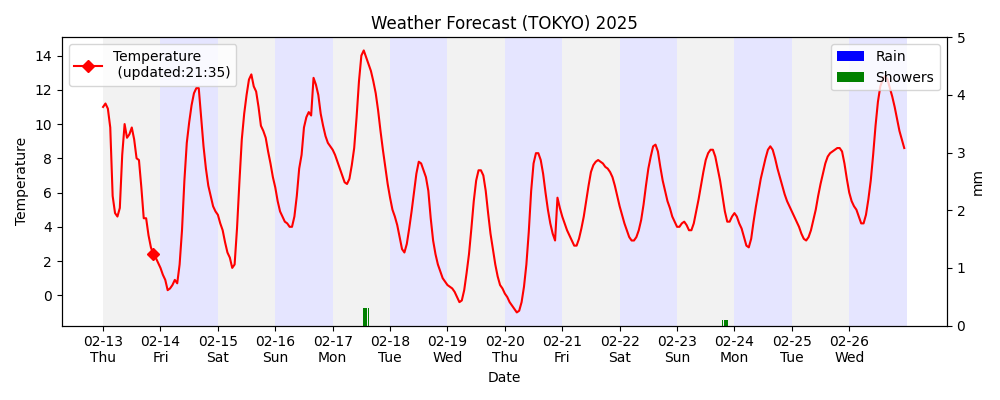 Weather Forecast (TOKYO) 2025
Temperature
(updated:21:35)
Rain
Showers
Temperature
14
12
10
8
6
4
2
0
5
4
3
2
1
0
mm
02-13 02-14 02-15 02-16 02-17 02-18 02-19 02-20 02-21 02-22 02-23 02-24 02-25 02-26
Thu Fri Sat Sun Mon Tue Wed Thu Fri Sat Sun Mon Tue Wed
Date